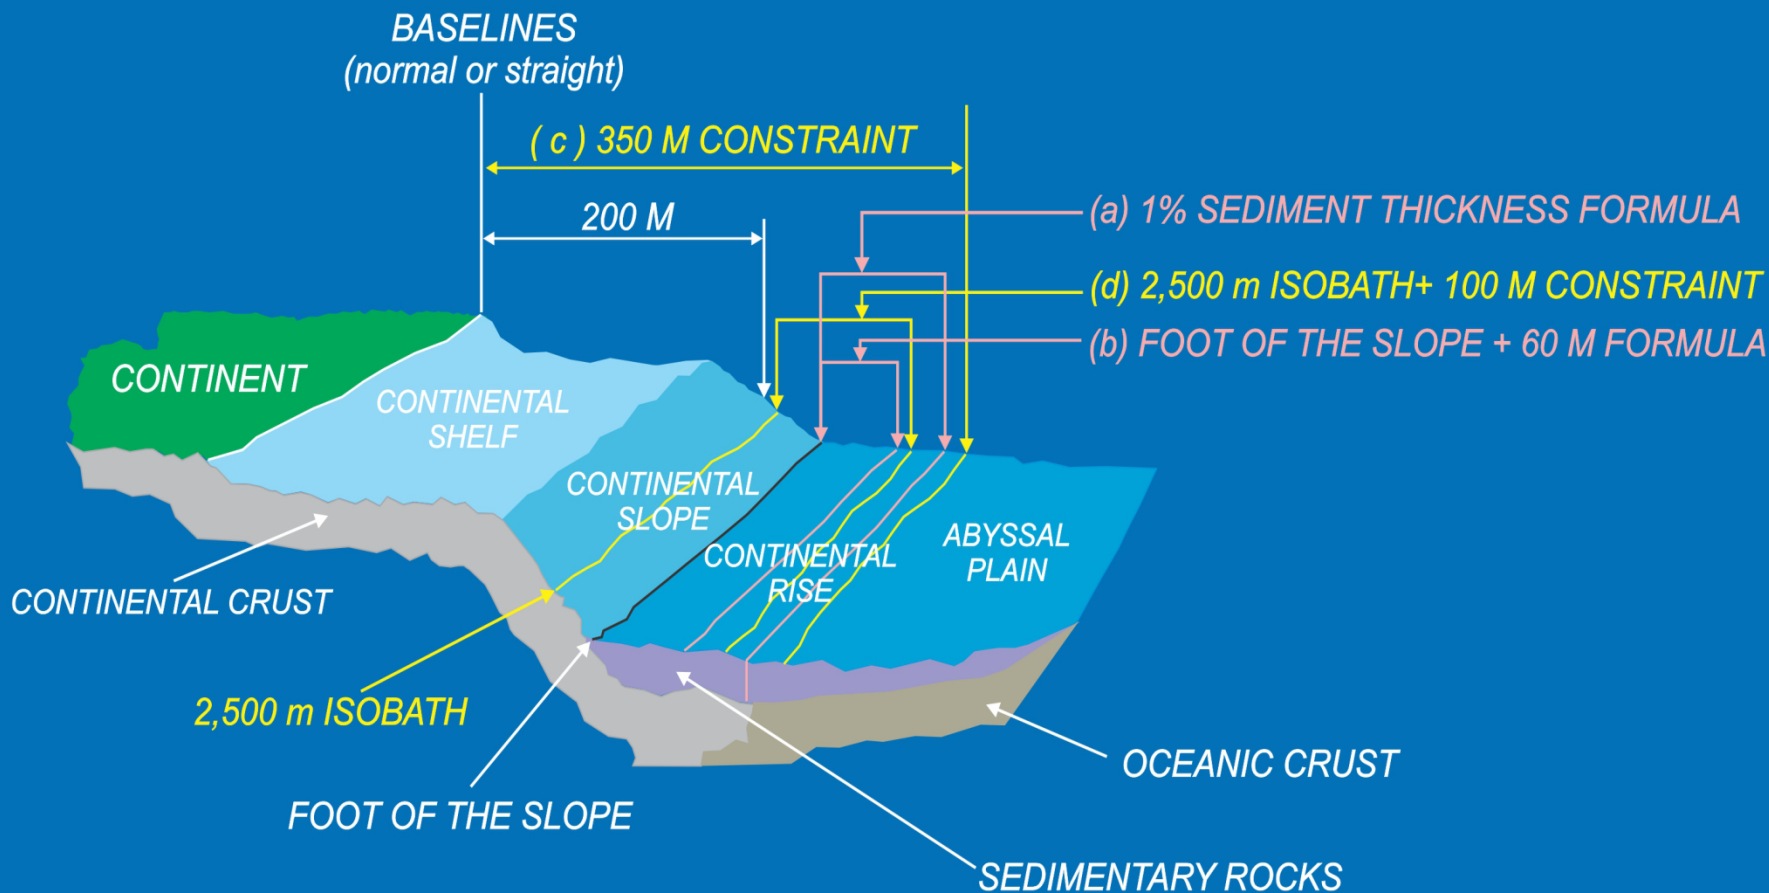 BASELINES
(normal or straight)
( c ) 350 M CONSTRAINT
200 M
(a) 1% SEDIMENT THICKNESS FORMULA
(d) 2,500 m ISOBATH+ 100 M CONSTRAINT
(b) FOOT OF THE SLOPE + 60 M FORMULA
CONTINENT
CONTINENTAL
SHELF
CONTINENTAL
SLOPE
CONTINENTAL
RISE
ABYSSAL
PLAIN
CONTINENTAL CRUST
2,500 m ISOBATH
FOOT OF THE SLOPE
OCEANIC CRUST
SEDIMENTARY ROCKS